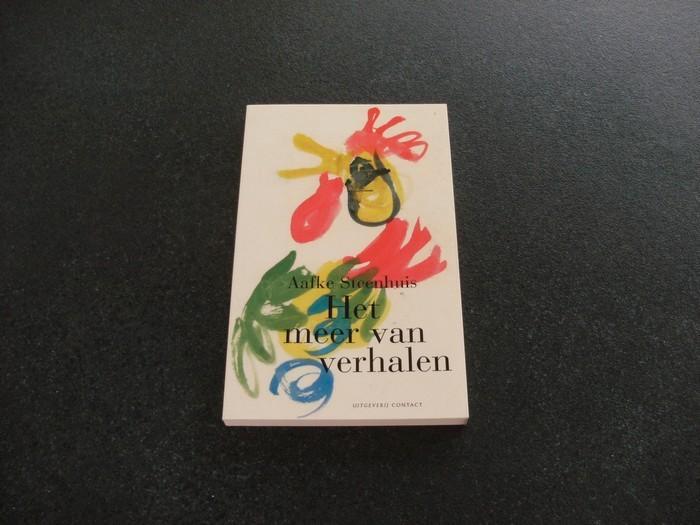 Aafke Steenhuis
Het
meer van
verhalen
UITGEVERIJ CONTACT